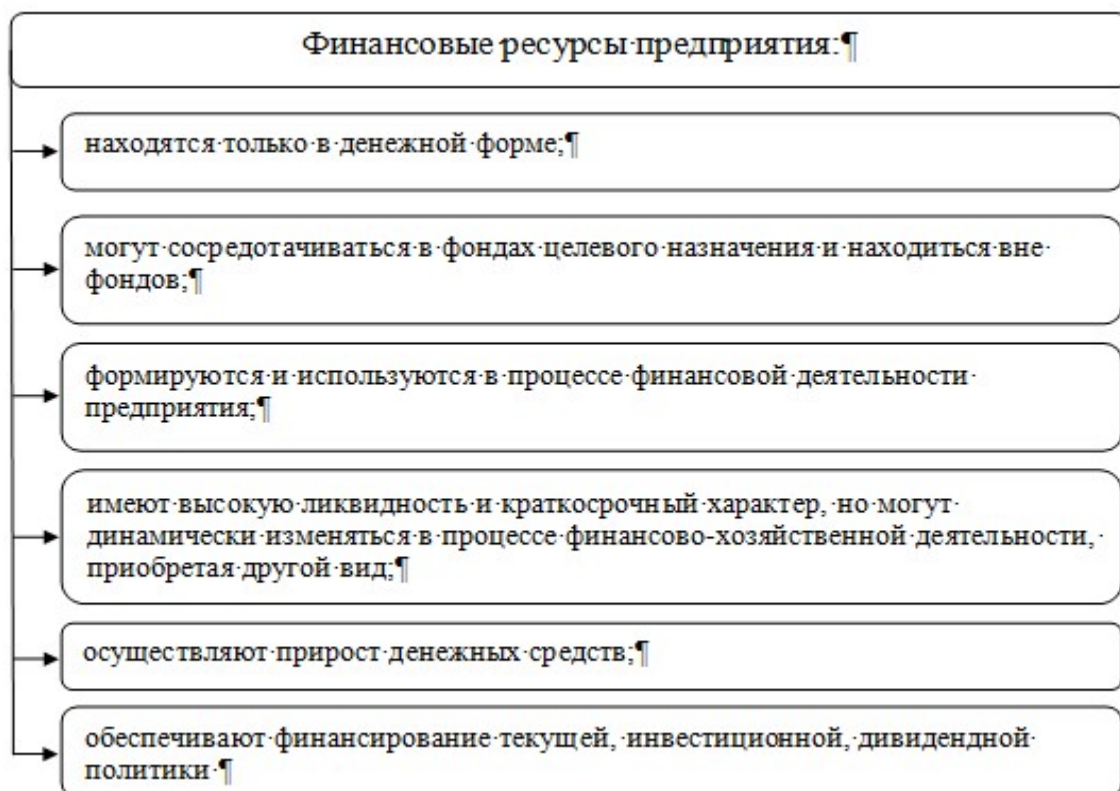 Финансовые·ресурсы·предприятия:¶
находятся·только·в·денежной·форме;¶
могут·сосредотачиваться·в·фондах·целевого·назначения·и·находиться·вне·
фондов;¶
формируются·и·используются·в·процессе·финансовой·деятельности·
предприятия;¶
имеют·высокую·ликвидность·и·краткосрочный·характер,·но·могут·
динамически·изменяться·в·процессе·финансово-хозяйственной·деятельности,·
приобретая·другой·вид;¶
осуществляют·прирост·денежных·средств;¶
обеспечивают·финансирование·текущей,·инвестиционной,·дивидендной·
политики·¶